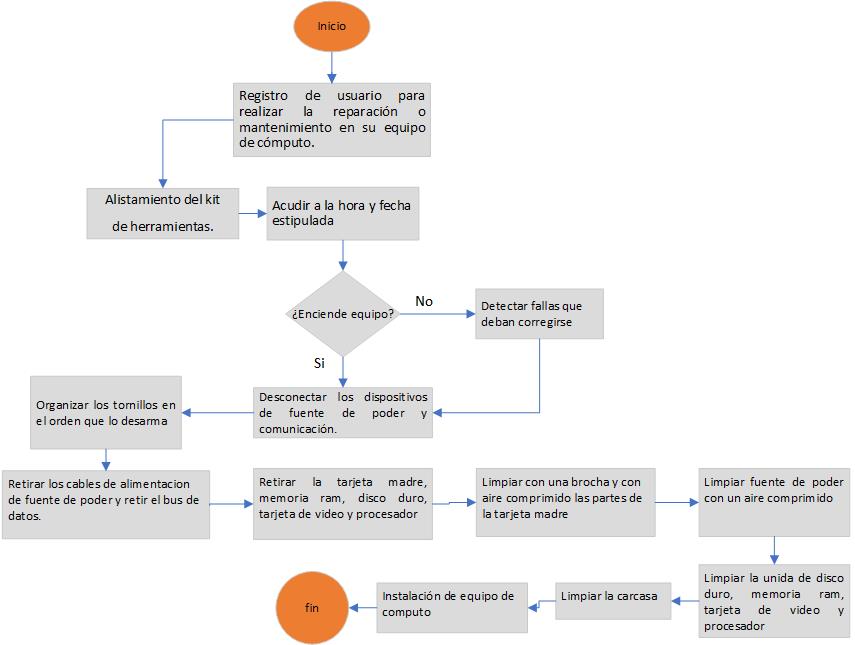 Inicio
Registro de usuario para
realizar la reparación o
mantenimiento en su equipo
de cómputo.
Alistamiento del kit
de herramientas.
Acudir a la hora y fecha
estipulada
¿Enciende equipo?
No
Detectar fallas que
deban corregirse
Si
Desconectar los dispositivos
de fuente de poder y
comunicación.
Organizar los tornillos en
el orden que lo desarma
Retirar los cables de alimentacion
de fuente de poder y retir el bus de
datos.
Retirar la tarjeta madre,
memoria ram, disco duro,
tarjeta de video y procesador
Limpiar con una brocha y con
aire comprimido las partes de
la tarjeta madre
Limpiar fuente de poder
con un aire comprimido
Limpiar la unida de disco
duro, memoria ram,
tarjeta de video y
procesador
Limpiar la carcasa
Instalación de equipo de
computo
fin